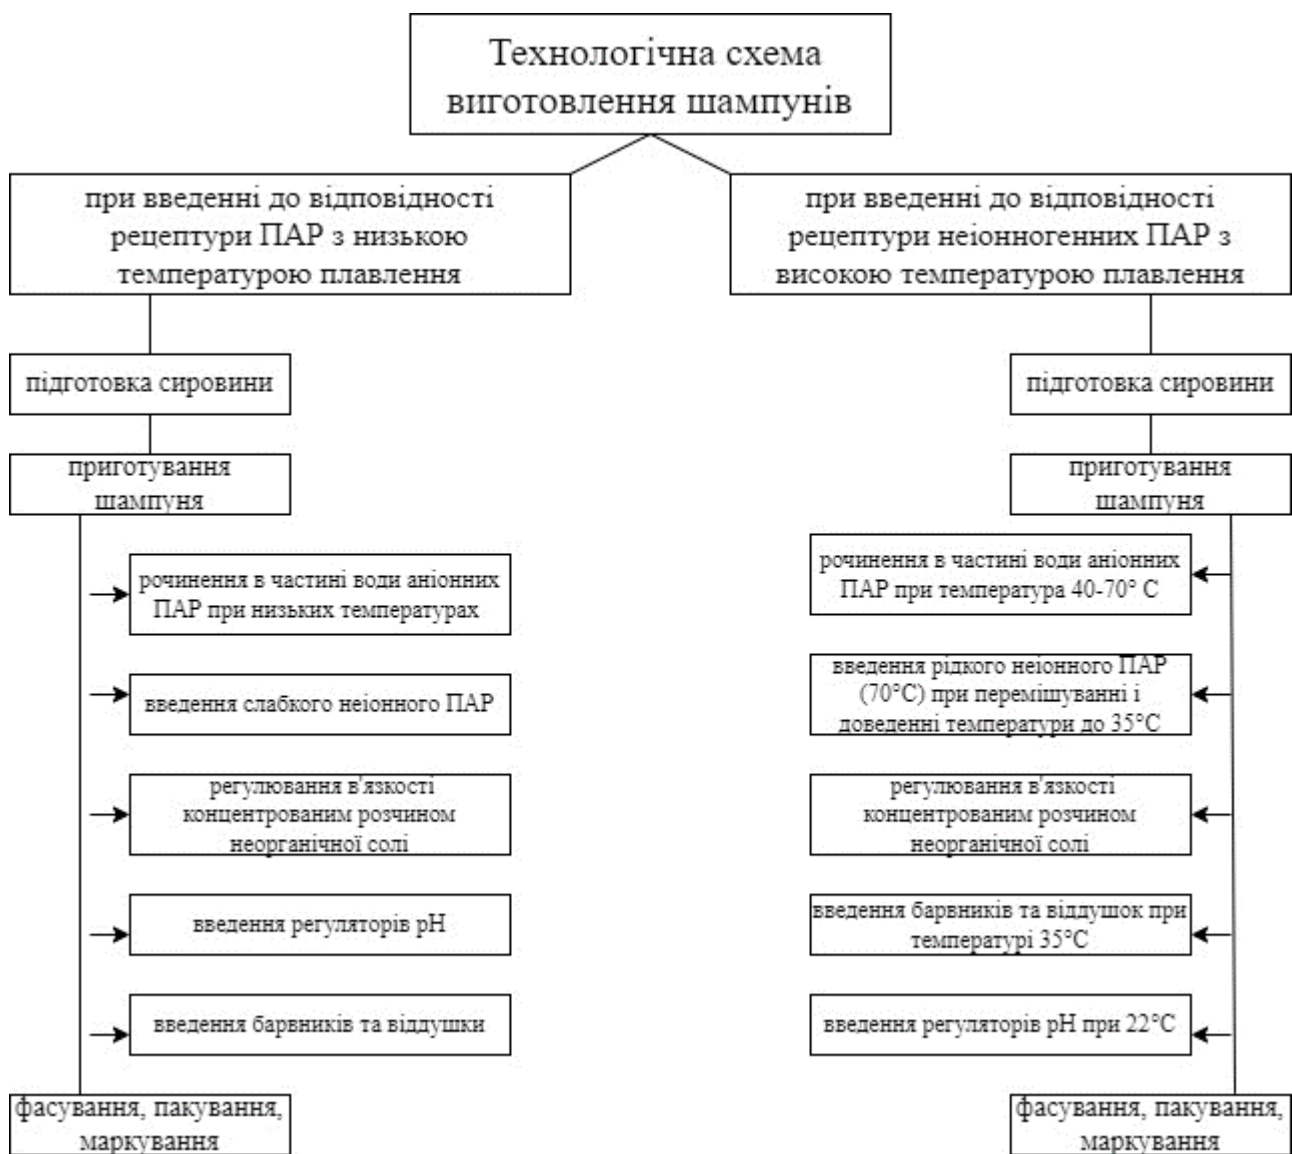 Технологічна схема
виготовлення шампунів
при введенні до відповідності
рецептури ПАР з низькою
температурою плавлення
підготовка сировини
приготування
шампуня
рочинення в частині води аніонних
ПАР при низьких температурах
введення слабкого неіонного ПАР
регулювання в'язкості
концентрованим розчином
неорганічної солі
введення регуляторів pH
введення барвників та віддушки
фасування, пакування,
маркування
при введенні до відповідності
рецептури неіонногенних ПАР з
високою температурою плавлення
підготовка сировини
приготування
шампуня
рочинення в частині води аніонних
ПАР при температура 40-70° С
введення рідкого неіонного ПАР
(70°С) при перемішуванні і
доведенні температури до 35°С
регулювання в'язкості
концентрованим розчином
неорганічної солі
введення барвників та віддушок при
температурі 35°С
введення регуляторів pH при 22°С
фасування, пакування,
маркування